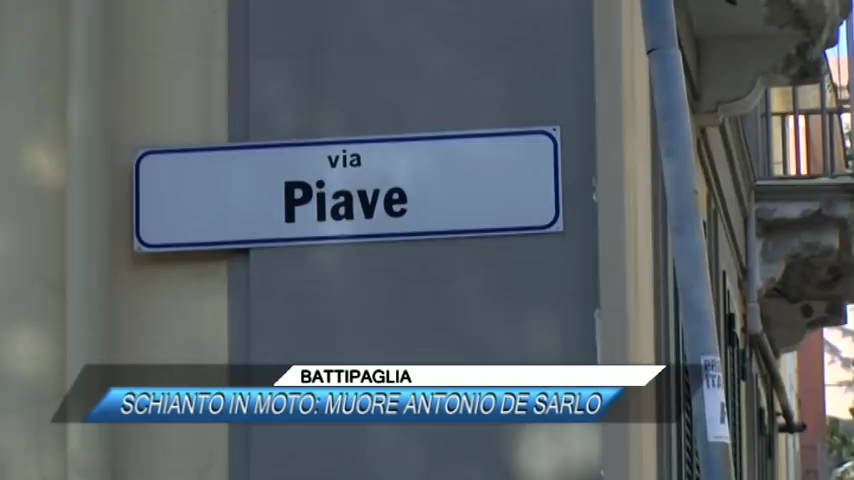 via
Piave
BATTIPAGLIA
SCHIANTO IN MOTO: MUORE ANTONIO DE SARLO